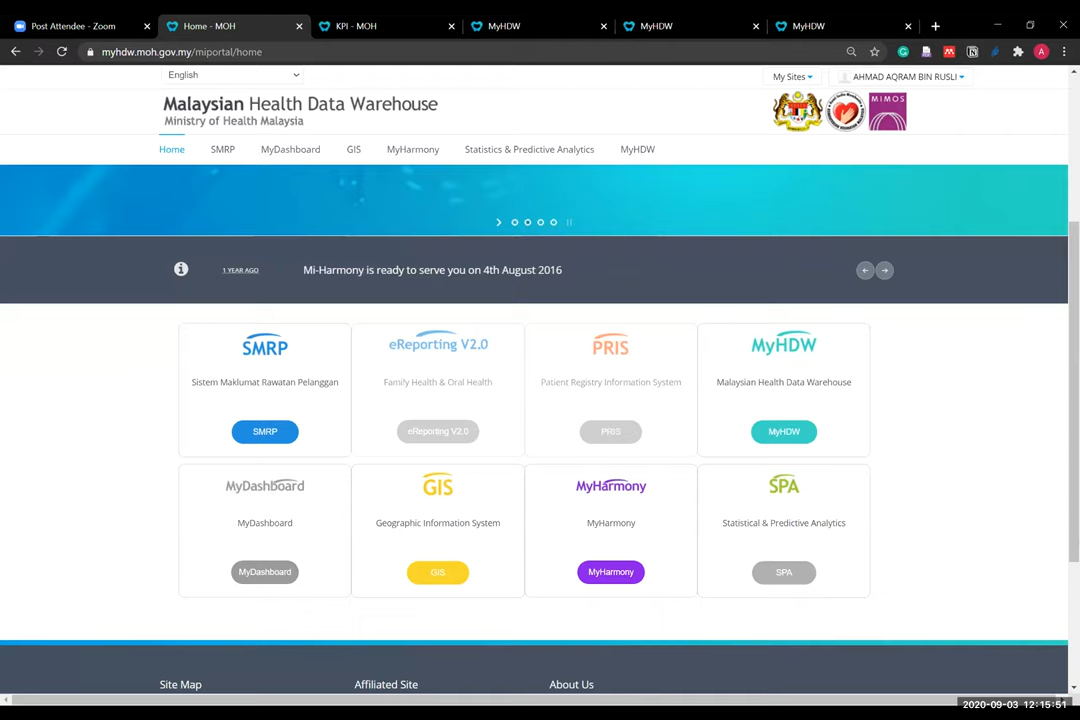 Post Attendee - Zoom
Home - MOH
KPI - MOH
MyHDW
MyHDW
MyHDW
myhdw.moh.gov.my/miportal/home
A
English
My Sites
AHMAD AQRAM BIN RUSLI
Malaysian Health Data Warehouse
Ministry of Health Malaysia
MIMOS
Home
SMRP
MyDashboard
GIS
MyHarmony
Statistics & Predictive Analytics
MyHDW
1 YEAR AGO
Mi-Harmony is ready to serve you on 4th August 2016
SMRP
eReporting V2.0
PRIS
MyHDW
Sistem Maklumat Rawatan Pelanggan
Family Health & Oral Health
Patient Registry Information System
Malaysian Health Data Warehouse
SMRP
eReporting V2.0
PRIS
MyHDW
MyDashboard
GIS
MyHarmony
SPA
MyDashboard
Geographic Information System
MyHarmony
Statistical & Predictive Analytics
MyDashboard
GIS
MyHarmony
SPA
Site Map
Affiliated Site
About Us
2020-09-03 12:15:51